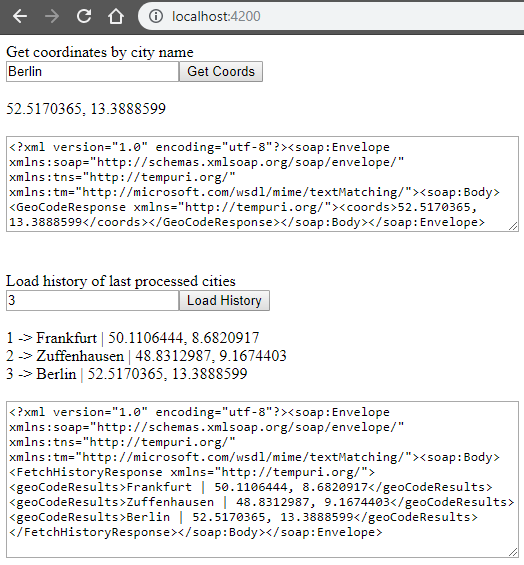 localhost:4200
Get coordinates by city name
Berlin Get Coords
52.5170365, 13.3888599
<?xml version="1.0" encoding="utf-8"?><soap:Envelope
xmlns:soap="http://schemas.xmlsoap.org/soap/envelope/"
xmlns:tns="http://tempuri.org/"
xmlns:tm="http://microsoft.com/wsdl/mime/textMatching/"><soap:Body>
<GeoCodeResponse xmlns="http://tempuri.org/"><coords>52.5170365,
13.3888599</coords></GeoCodeResponse></soap:Body></soap:Envelope>
Load history of last processed cities
3 Load History
1 -> Frankfurt | 50.1106444, 8.6820917
2 -> Zuffenhausen | 48.8312987, 9.1674403
3 -> Berlin | 52.5170365, 13.3888599
<?xml version="1.0" encoding="utf-8"?><soap:Envelope
xmlns:soap="http://schemas.xmlsoap.org/soap/envelope/"
xmlns:tns="http://tempuri.org/"
xmlns:tm="http://microsoft.com/wsdl/mime/textMatching/"><soap:Body>
<FetchHistoryResponse xmlns="http://tempuri.org/">
<geoCodeResults>Frankfurt | 50.1106444, 8.6820917</geoCodeResults>
<geoCodeResults>Zuffenhausen | 48.8312987, 9.1674403</geoCodeResults>
<geoCodeResults>Berlin | 52.5170365, 13.3888599</geoCodeResults>
</FetchHistoryResponse></soap:Body></soap:Envelope>